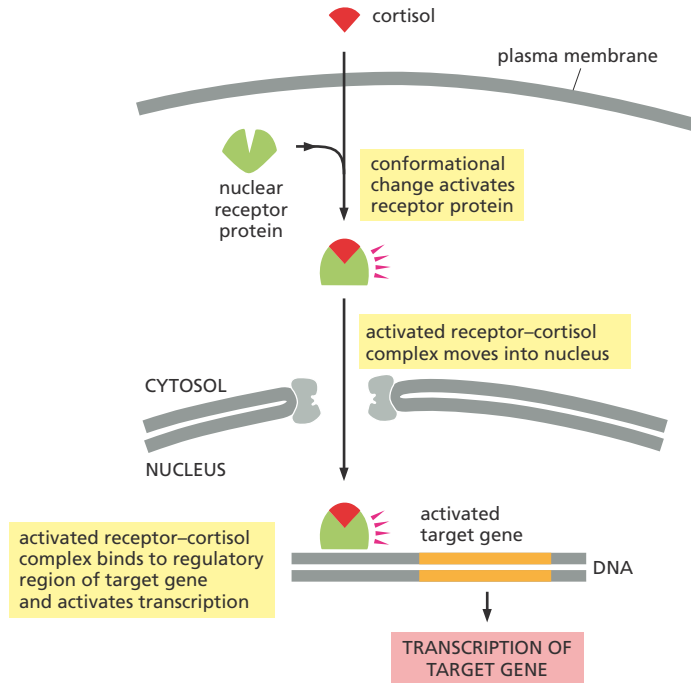 cortisol
plasma membrane
nuclear
receptor
protein
conformational
change activates
receptor protein
activated receptor–cortisol
complex moves into nucleus
CYTOSOL
NUCLEUS
activated receptor–cortisol
complex binds to regulatory
region of target gene
and activates transcription
activated
target gene
DNA
TRANSCRIPTION OF
TARGET GENE